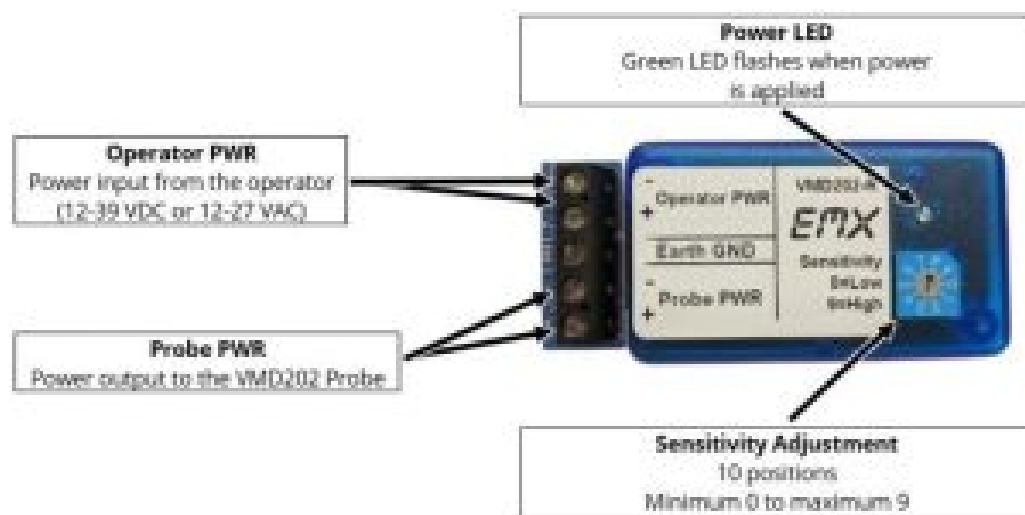 Power LED
Green LED flashes when power
is applied
Operator PWR
Power input from the operator
(12-39 VDC or 12-27 VAC)
-
+ Operator PWR
Earth GND
-
+ Probe PWR
EMX
Sensitivity
0=Low
9=High
Probe PWR
Power output to the VMD202 Probe
Sensitivity Adjustment
10 positions
Minimum 0 to maximum 9